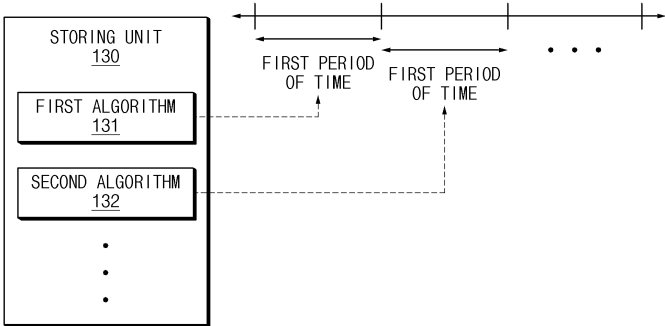 STORING UNIT
130
FIRST ALGORITHM
131
SECOND ALGORITHM
132
FIRST PERIOD
OF TIME
FIRST PERIOD
OF TIME